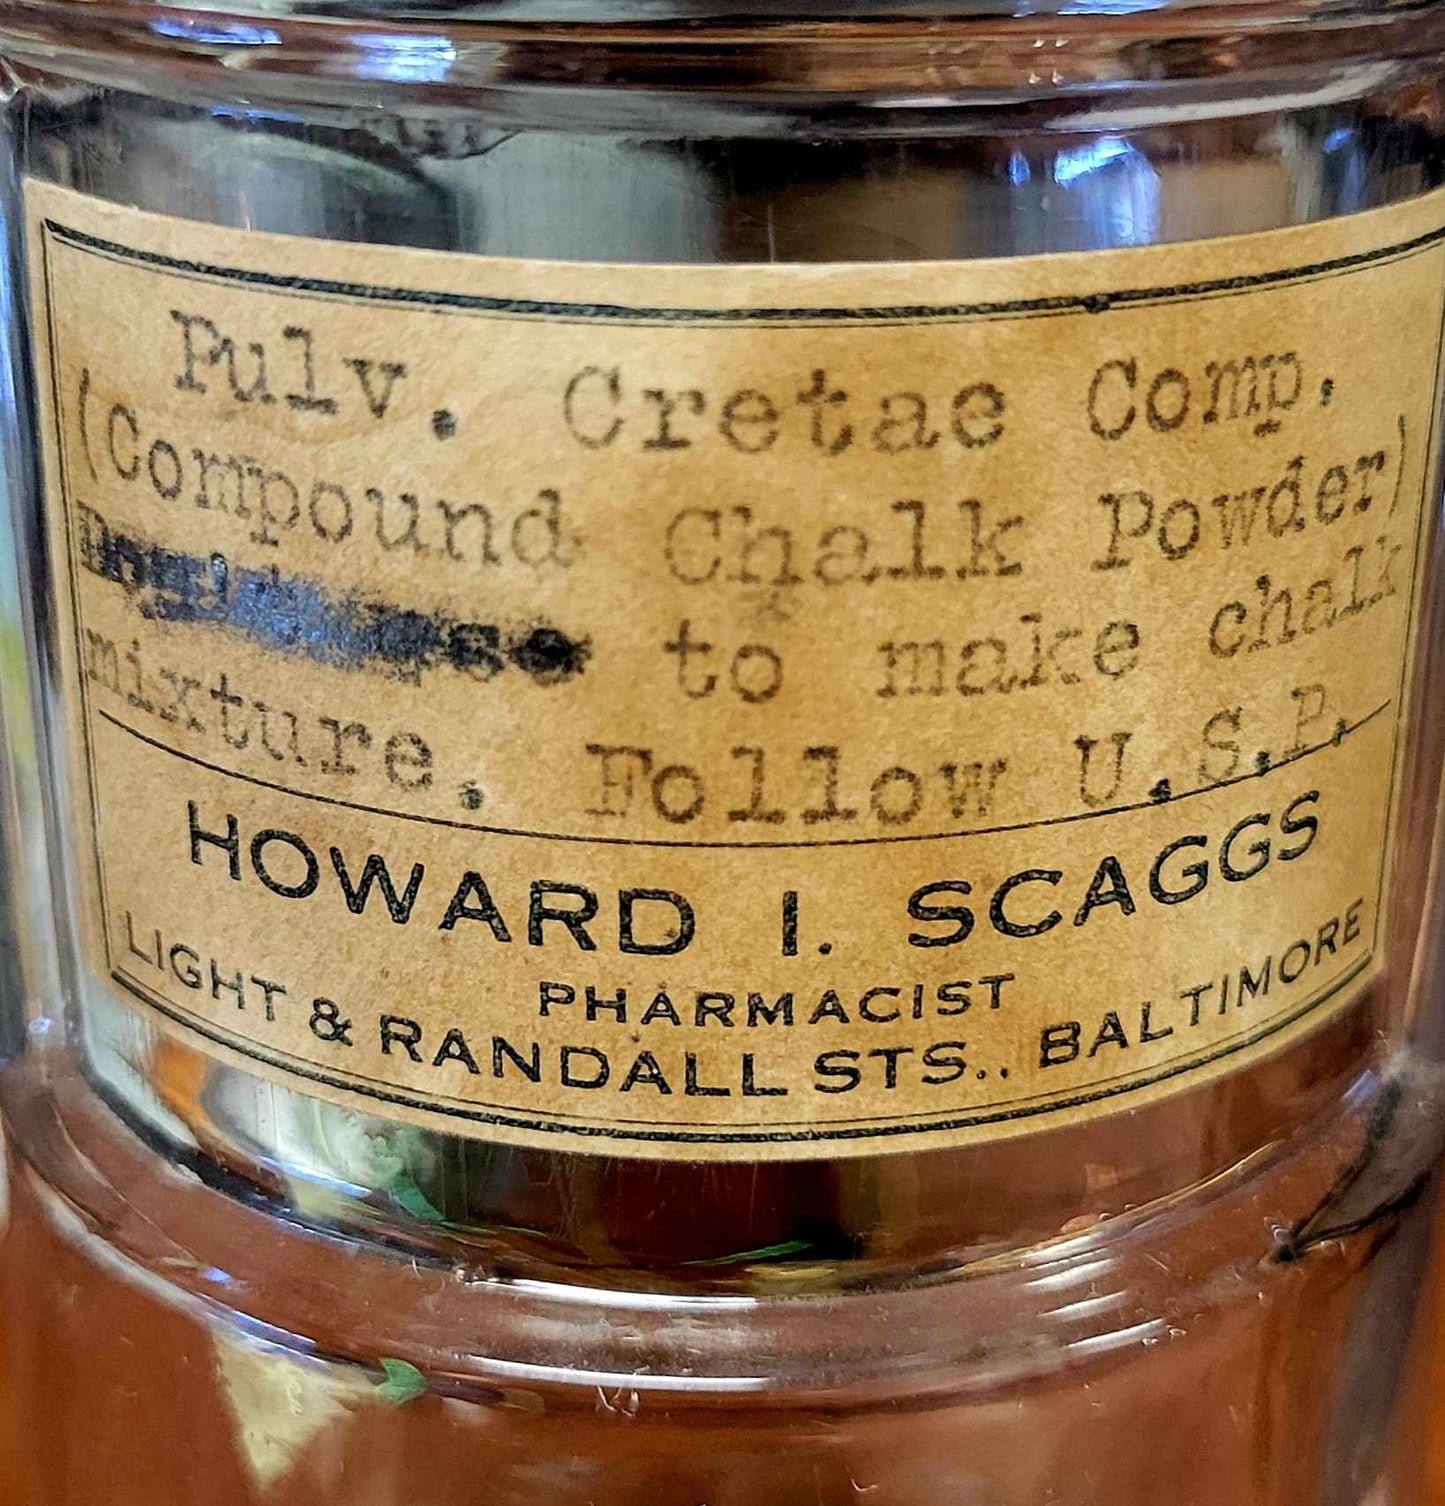 Pulv. Cretae Comp.
(Compound Chalk Powder)
to make chalk
mixture. Follow U.S.P.
HOWARD I. SCAGGS
PHARMACIST
LIGHT & RANDALL STS., BALTIMORE